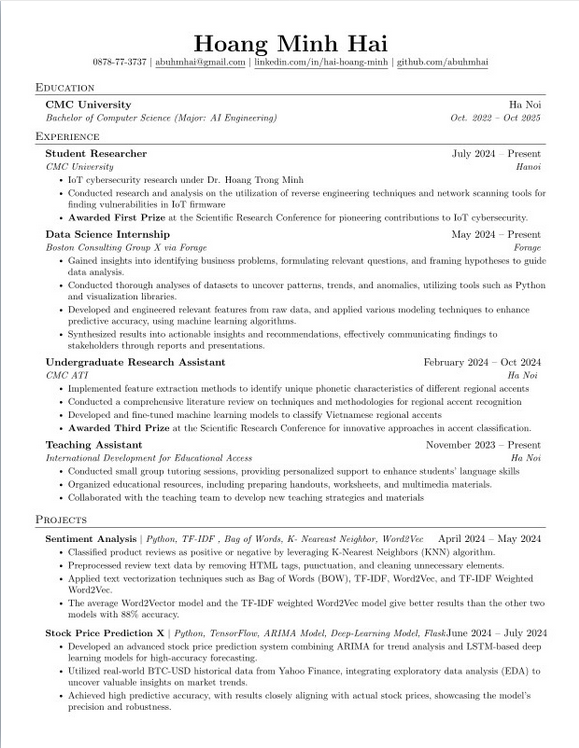 Hoang Minh Hai
0878-77-3737 | abuhmhai@gmail.com | linkedin.com/in/hai-hoang-minh | github.com/abuhmhai
Education
CMC University Ha Noi
Bachelor of Computer Science (Major: AI Engineering) Oct. 2022 – Oct 2025
Experience
Student Researcher July 2024 – Present
CMC University Hanoi
• IoT cybersecurity research under Dr. Hoang Trong Minh
• Conducted research and analysis on the utilization of reverse engineering techniques and network scanning tools for
finding vulnerabilities in IoT firmware
• Awarded First Prize at the Scientific Research Conference for pioneering contributions to IoT cybersecurity.
Data Science Internship May 2024 – Present
Boston Consulting Group X via Forage Forage
• Gained insights into identifying business problems, formulating relevant questions, and framing hypotheses to guide
data analysis.
• Conducted thorough analyses of datasets to uncover patterns, trends, and anomalies, utilizing tools such as Python
and visualization libraries.
• Developed and engineered relevant features from raw data, and applied various modeling techniques to enhance
predictive accuracy, using machine learning algorithms.
• Synthesized results into actionable insights and recommendations, effectively communicating findings to
stakeholders through reports and presentations.
Undergraduate Research Assistant February 2024 – Oct 2024
CMC ATI Ha Noi
• Implemented feature extraction methods to identify unique phonetic characteristics of different regional accents
• Conducted a comprehensive literature review on techniques and methodologies for regional accent recognition
• Developed and fine-tuned machine learning models to classify Vietnamese regional accents
• Awarded Third Prize at the Scientific Research Conference for innovative approaches in accent classification.
Teaching Assistant November 2023 – Present
International Development for Educational Access Ha Noi
• Conducted small group tutoring sessions, providing personalized support to enhance students' language skills
• Organized educational resources, including preparing handouts, worksheets, and multimedia materials.
• Collaborated with the teaching team to develop new teaching strategies and materials
Projects
Sentiment Analysis | Python, TF-IDF , Bag of Words, K- Neareast Neighbor, Word2Vec April 2024 – May 2024
• Classified product reviews as positive or negative by leveraging K-Nearest Neighbors (KNN) algorithm.
• Preprocessed review text data by removing HTML tags, punctuation, and cleaning unnecessary elements.
• Applied text vectorization techniques such as Bag of Words (BOW), TF-IDF, Word2Vec, and TF-IDF Weighted
Word2Vec.
• The average Word2Vector model and the TF-IDF weighted Word2Vec model give better results than the other two
models with 88% accuracy.
Stock Price Prediction X | Python, TensorFlow, ARIMA Model, Deep-Learning Model, FlaskJune 2024 – July 2024
• Developed an advanced stock price prediction system combining ARIMA for trend analysis and LSTM-based deep
learning models for high-accuracy forecasting.
• Utilized real-world BTC-USD historical data from Yahoo Finance, integrating exploratory data analysis (EDA) to
uncover valuable insights on market trends.
• Achieved high predictive accuracy, with results closely aligning with actual stock prices, showcasing the model's
precision and robustness.